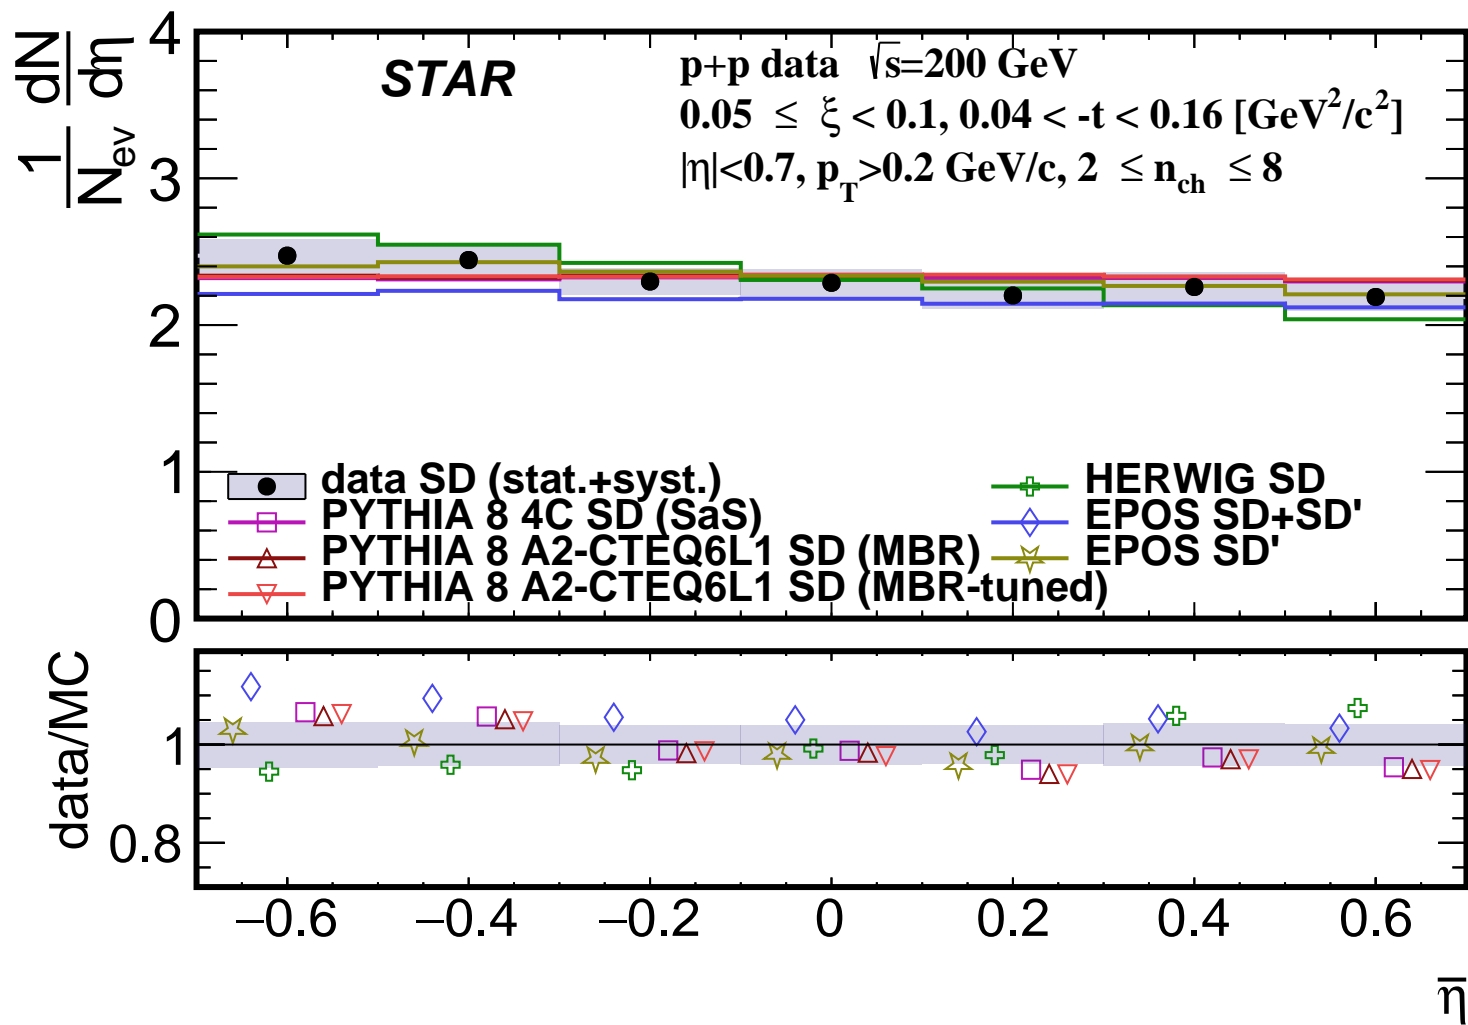 1/N_ev dN/dη
STAR
p+p data √s=200 GeV
0.05 ≤ ξ < 0.1, 0.04 < -t < 0.16 [GeV²/c²]
|η|<0.7, p_T>0.2 GeV/c, 2 ≤ n_ch ≤ 8
4
3
2
1
0
data SD (stat.+syst.)
PYTHIA 8 4C SD (SaS)
PYTHIA 8 A2-CTEQ6L1 SD (MBR)
PYTHIA 8 A2-CTEQ6L1 SD (MBR-tuned)
HERWIG SD
EPOS SD+SD'
EPOS SD'
data/MC
1
0.8
−0.6 −0.4 −0.2 0 0.2 0.4 0.6
η̅